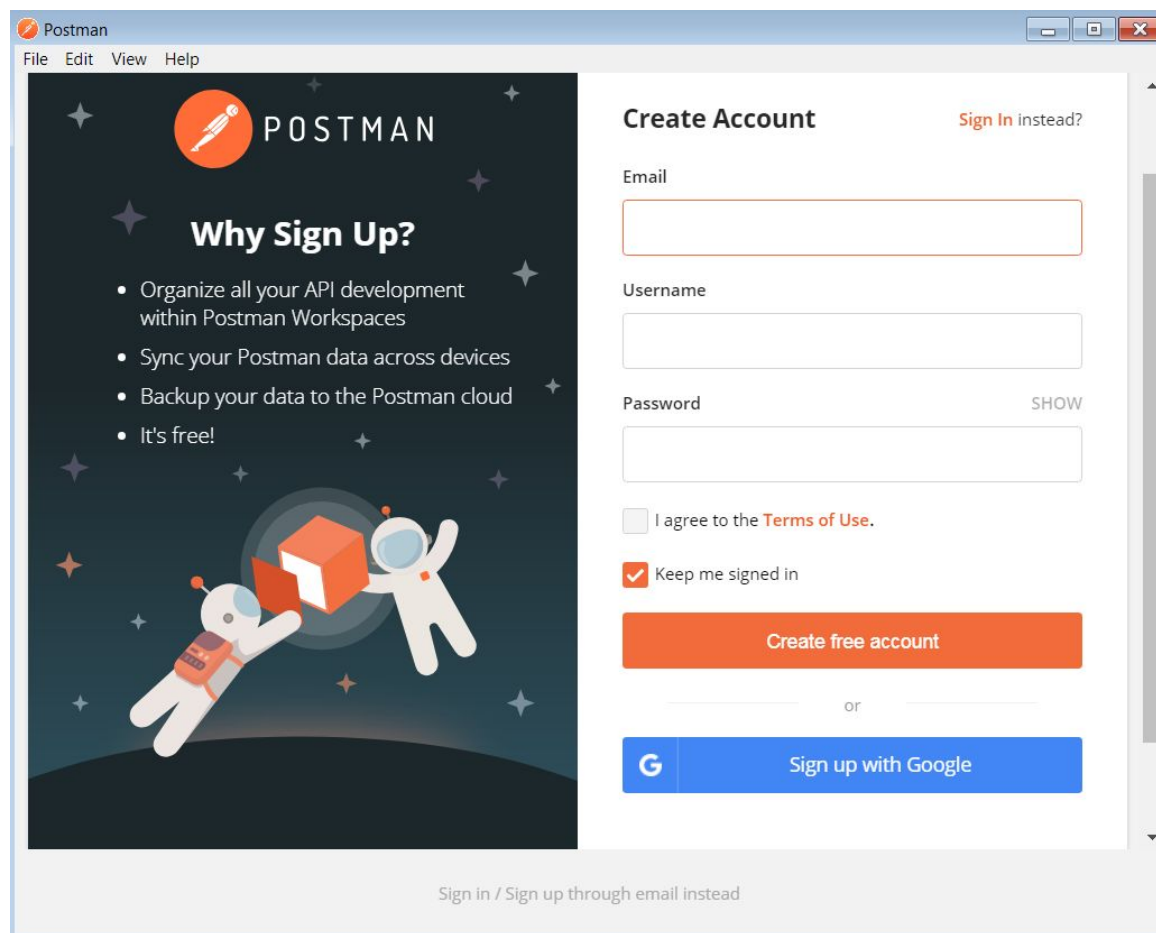 Postman
File Edit View Help
POSTMAN
Why Sign Up?
• Organize all your API development
within Postman Workspaces
• Sync your Postman data across devices
• Backup your data to the Postman cloud
• It's free!
Create Account
Sign In instead?
Email
Username
Password
SHOW
I agree to the Terms of Use.
Keep me signed in
Create free account
or
G
Sign up with Google
Sign in / Sign up through email instead